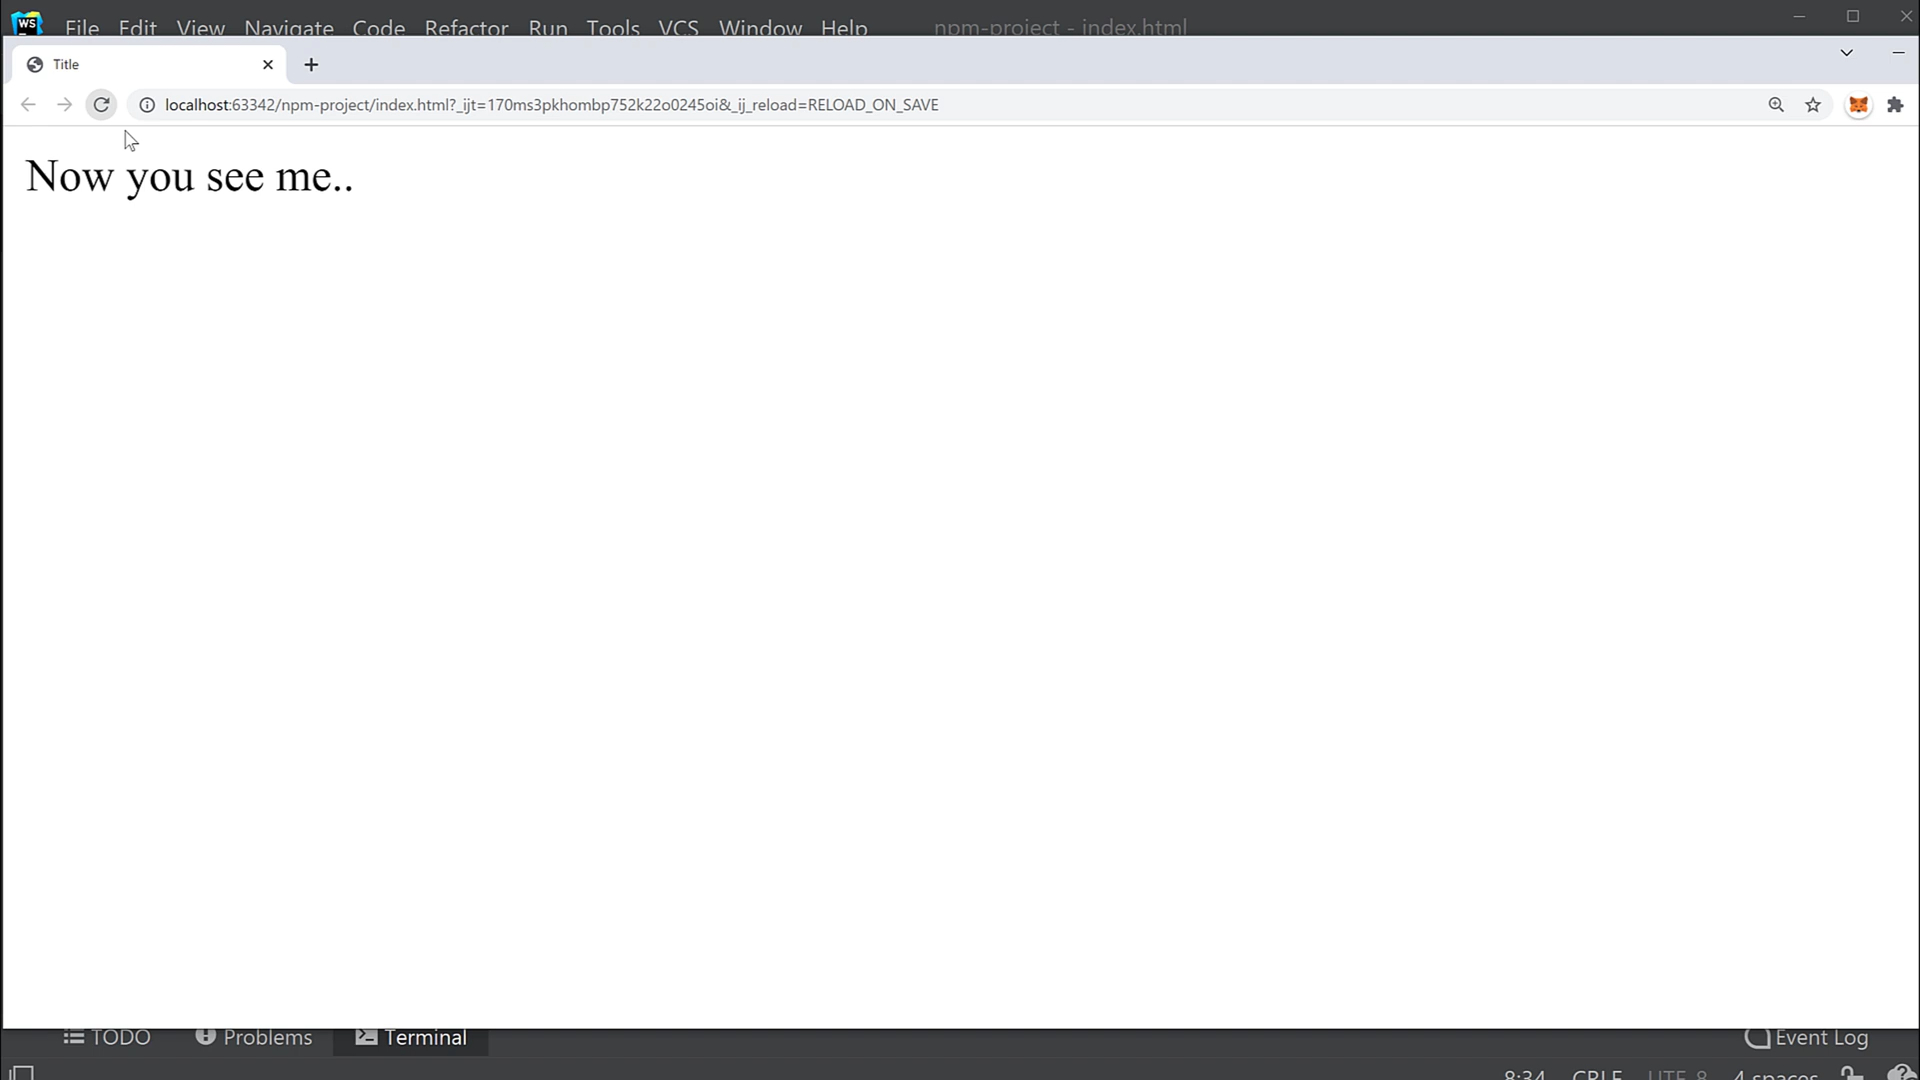 WS File Edit View Navigate Code Refactor Run Tools VCS Window Help npm-project - index.html
Title
localhost:63342/npm-project/index.html?_ijt=170ms3pkhombp752k22o0245oi&_ij_reload=RELOAD_ON_SAVE
Now you see me..
TODO Problems Terminal Event Log
8:34 CRLF UTF-8 4 spaces